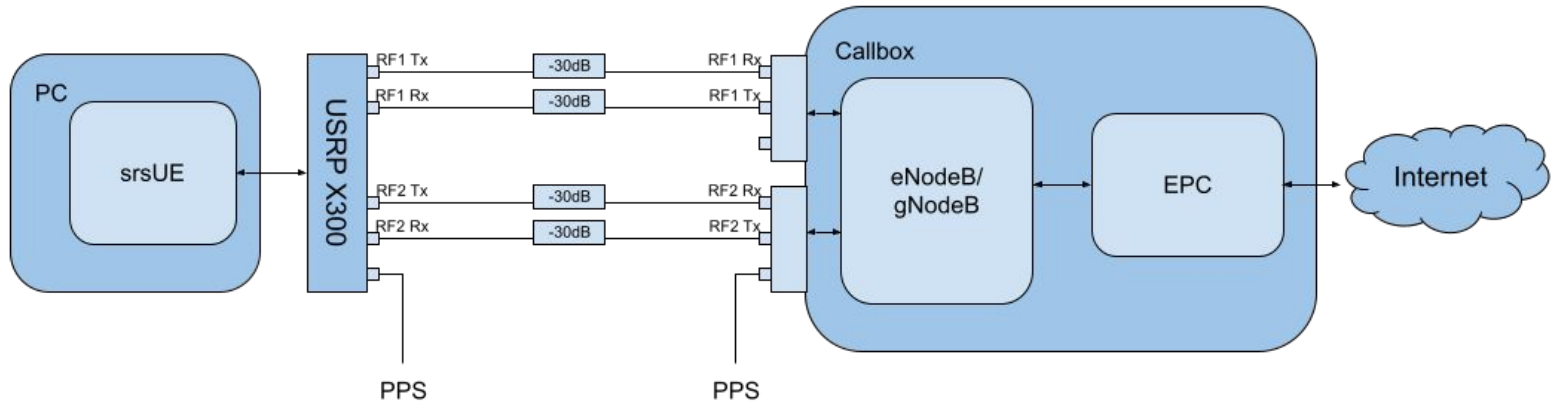 PC
srsUE
USRP X300
RF1 Tx
-30dB
RF1 Rx
RF1 Rx
-30dB
RF1 Tx
RF2 Tx
-30dB
RF2 Rx
RF2 Rx
-30dB
RF2 Tx
PPS
PPS
Callbox
eNodeB/
gNodeB
EPC
Internet